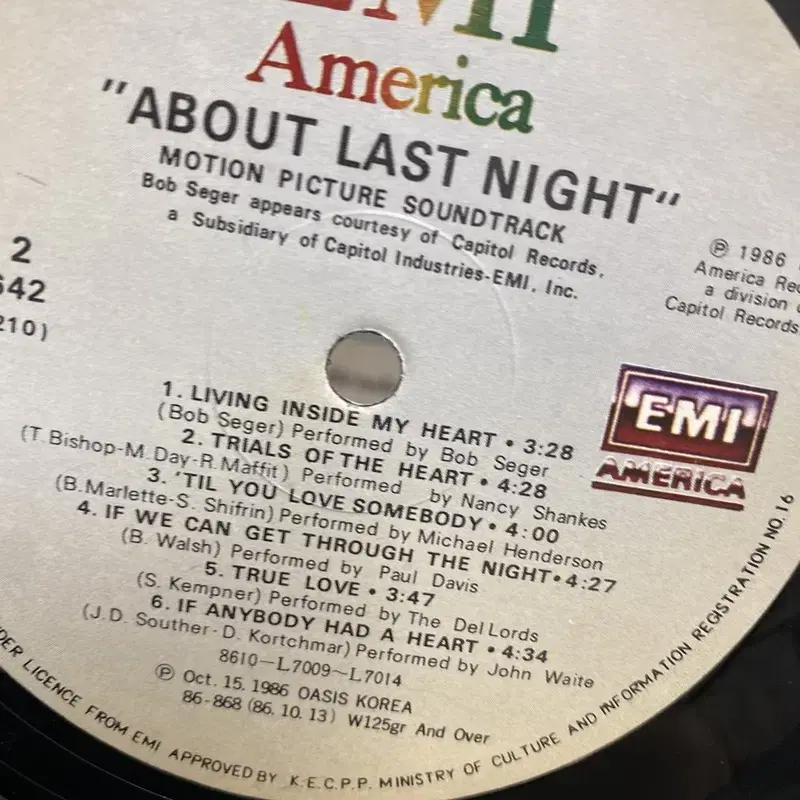 EMI
America
"ABOUT LAST NIGHT"
MOTION PICTURE SOUNDTRACK
Bob Seger appears courtesy of Capitol Records,
a Subsidiary of Capitol Industries-EMI, Inc.
2
642
210)
℗ 1986
America Rec
a division
Capitol Records
1. LIVING INSIDE MY HEART • 3:28
(Bob Seger) Performed by Bob Seger
2. TRIALS OF THE HEART • 4:28
(T. Bishop-M. Day-R. Maffit) Performed by Nancy Shankes
3. 'TIL YOU LOVE SOMEBODY • 4:00
(B. Marlette-S. Shifrin) Performed by Michael Henderson
4. IF WE CAN GET THROUGH THE NIGHT • 4:27
(B. Walsh) Performed by Paul Davis
5. TRUE LOVE • 3:47
(S. Kempner) Performed by The Del Lords
6. IF ANYBODY HAD A HEART • 4:34
(J.D. Souther-D. Kortchmar) Performed by John Waite
8610-L7009~L7014
℗ Oct. 15. 1986 OASIS KOREA
86-868 (86. 10. 13) W125gr And Over
EMI
AMERICA
DER LICENCE FROM EMI APPROVED BY K.E.C.P.P. MINISTRY OF CULTURE AND INFORMATION REGISTRATION NO. 16